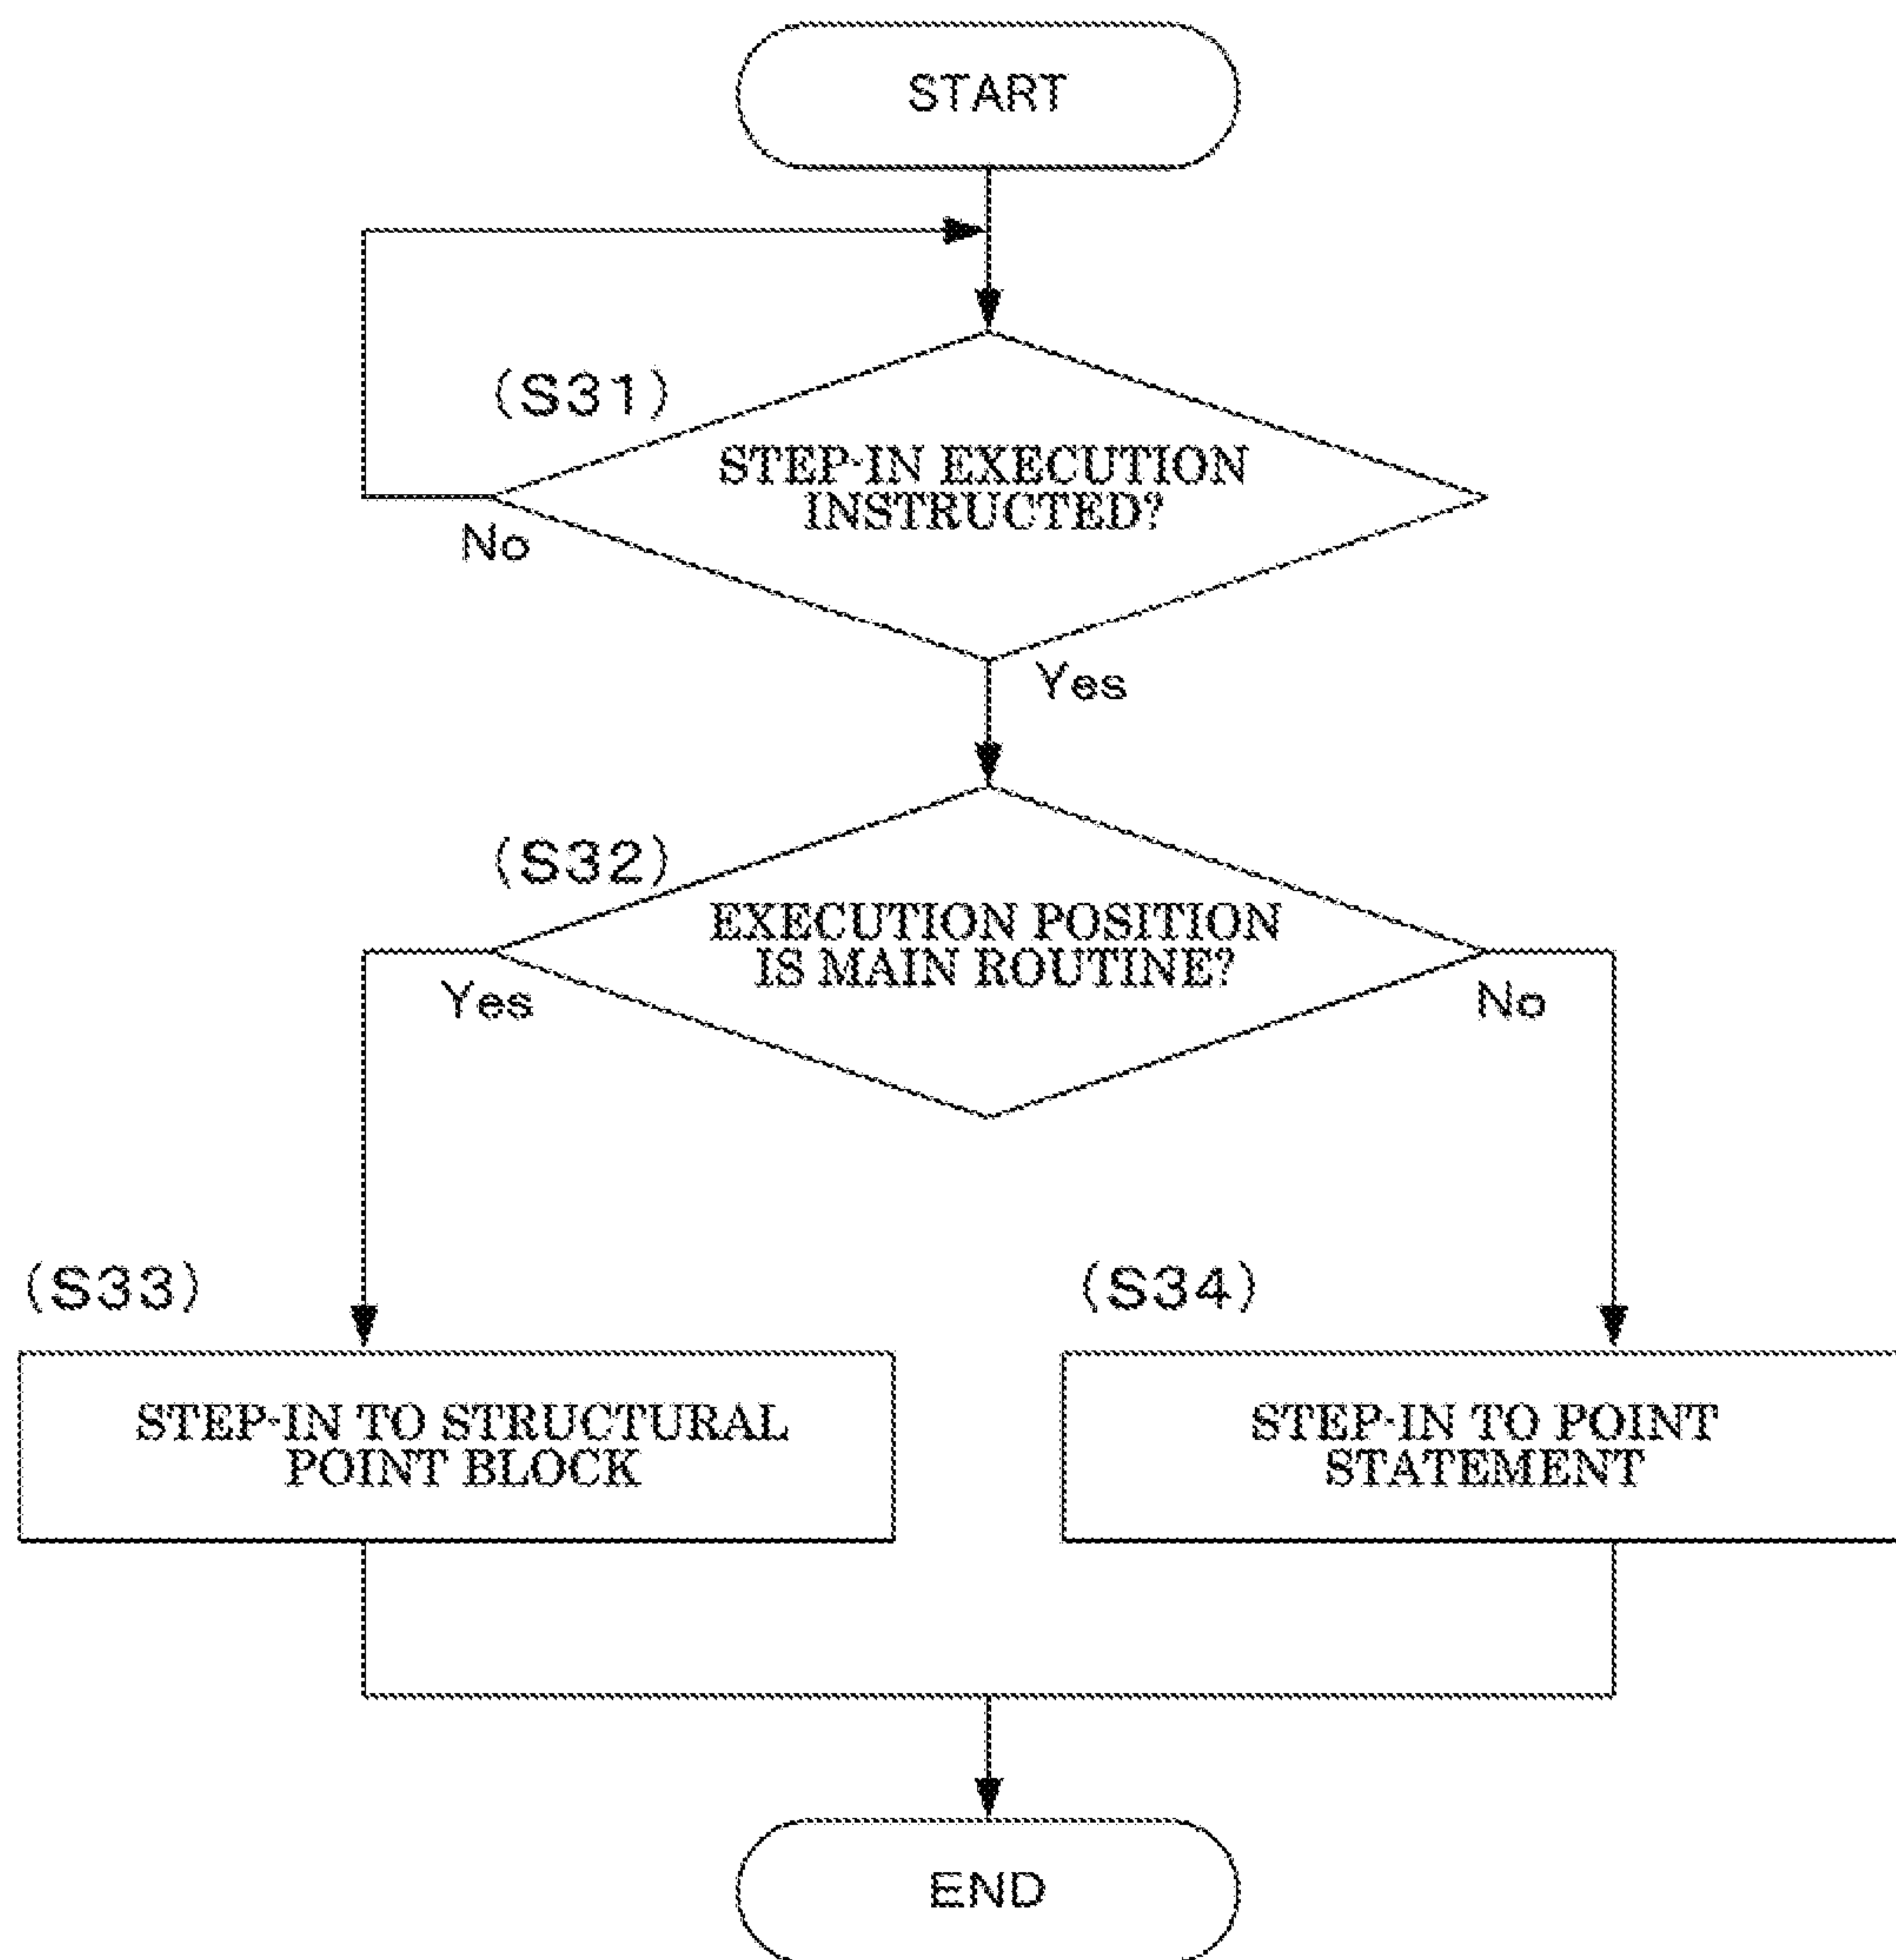 START
(S31)
STEP-IN EXECUTION
INSTRUCTED?
No
Yes
(S32)
EXECUTION POSITION
IS MAIN ROUTINE?
Yes
No
(S33)
(S34)
STEP-IN TO STRUCTURAL
POINT BLOCK
STEP-IN TO POINT
STATEMENT
END